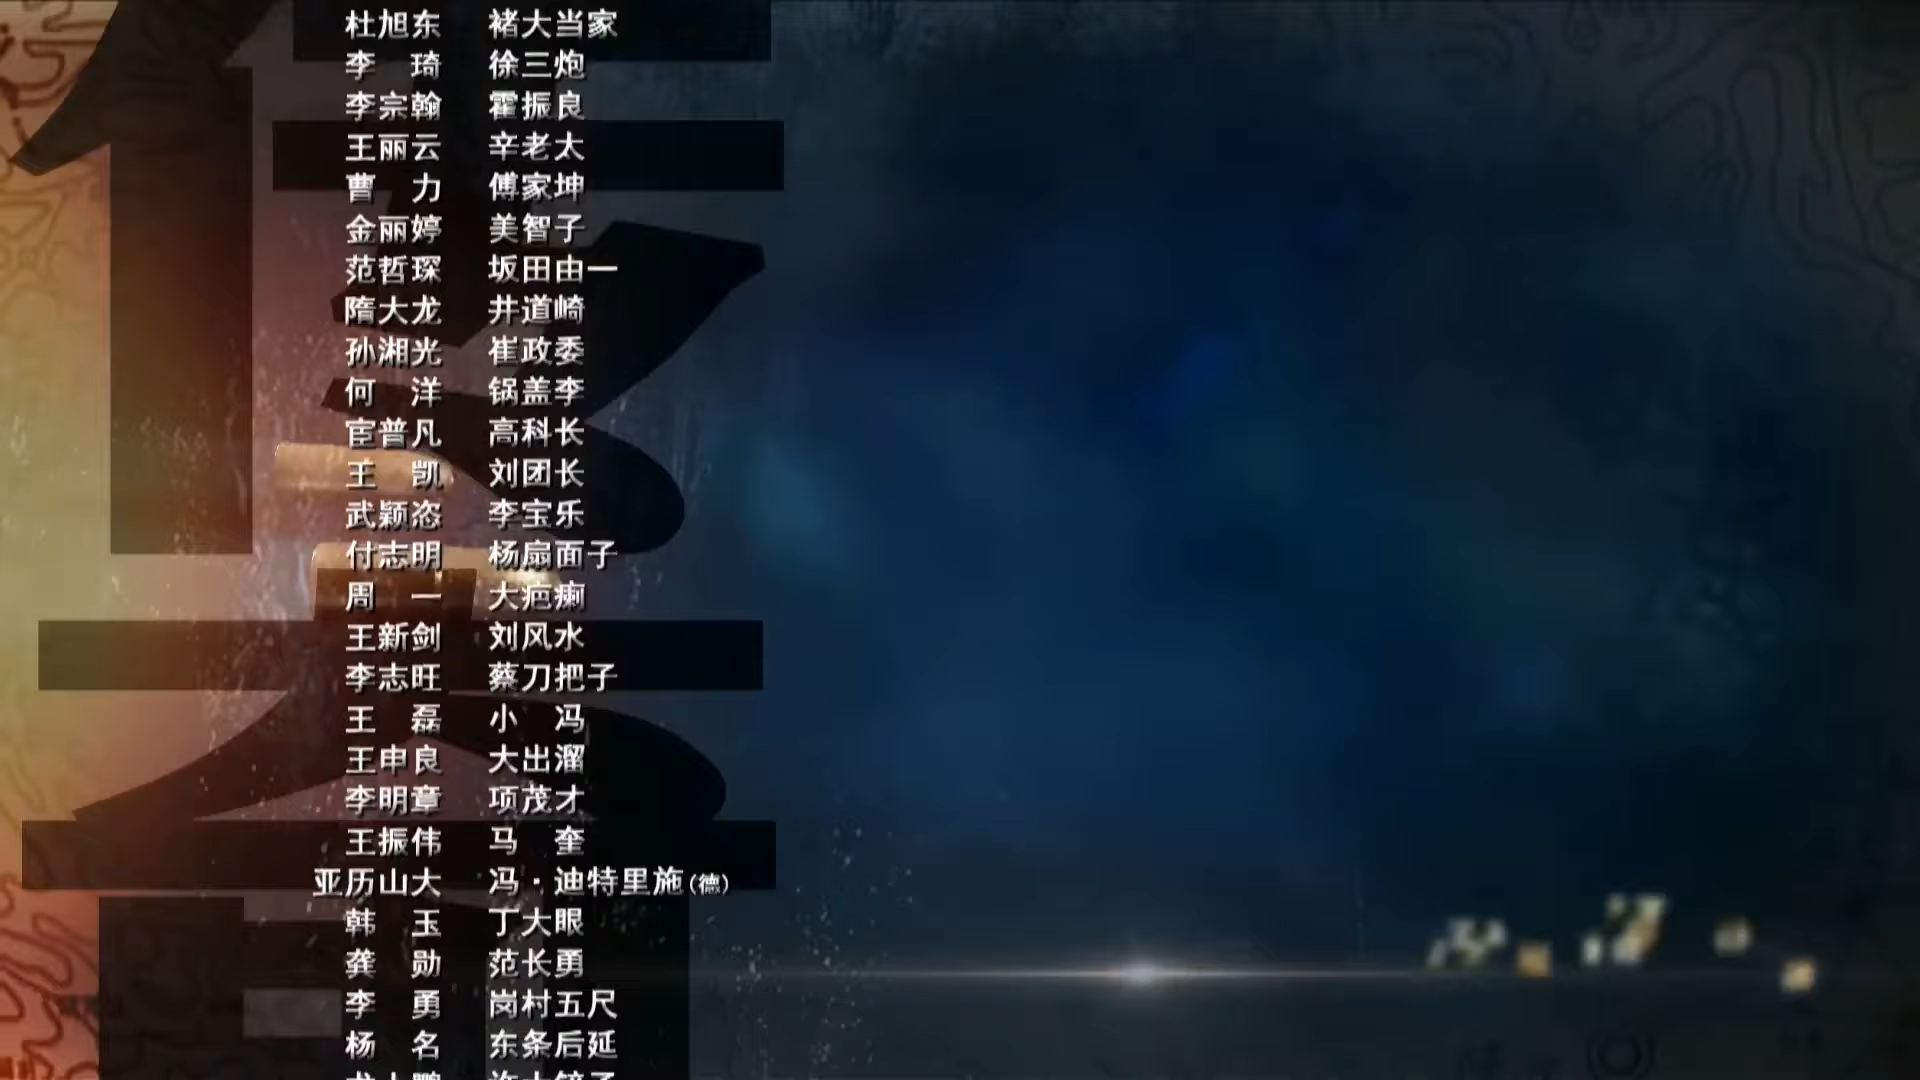 杜旭东 褚大当家
李 琦 徐三炮
李宗翰 霍振良
王丽云 辛老太
曹 力 傅家坤
金丽婷 美智子
范哲琛 坂田由一
隋大龙 井道崎
孙湘光 崔政委
何 洋 锅盖李
宦普凡 高科长
王 凯 刘团长
武颖恣 李宝乐
付志明 杨扇面子
周 一 大疤瘌
王新剑 刘风水
李志旺 蔡刀把子
王 磊 小 冯
王申良 大出溜
李明章 项茂才
王振伟 马 奎
亚历山大 冯·迪特里施(德)
韩 玉 丁大眼
龚 勋 范长勇
李 勇 岗村五尺
杨 名 东条后延